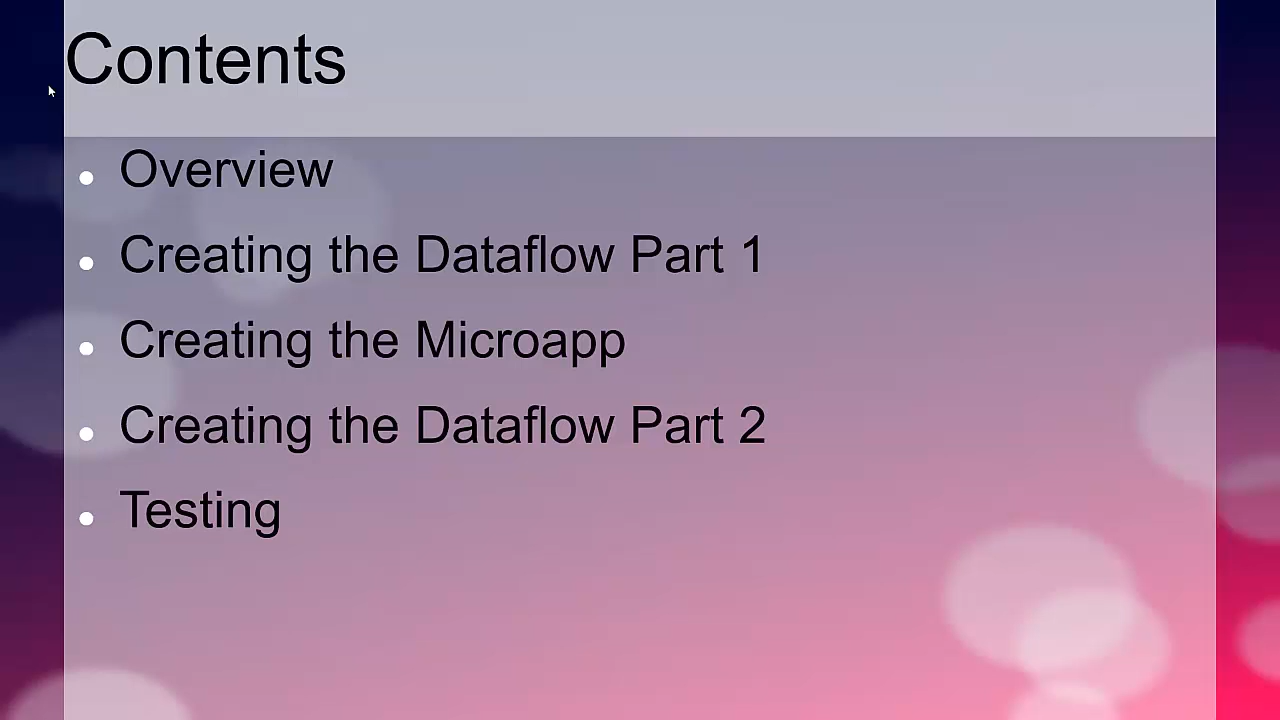 Contents
Overview
Creating the Dataflow Part 1
Creating the Microapp
Creating the Dataflow Part 2
Testing